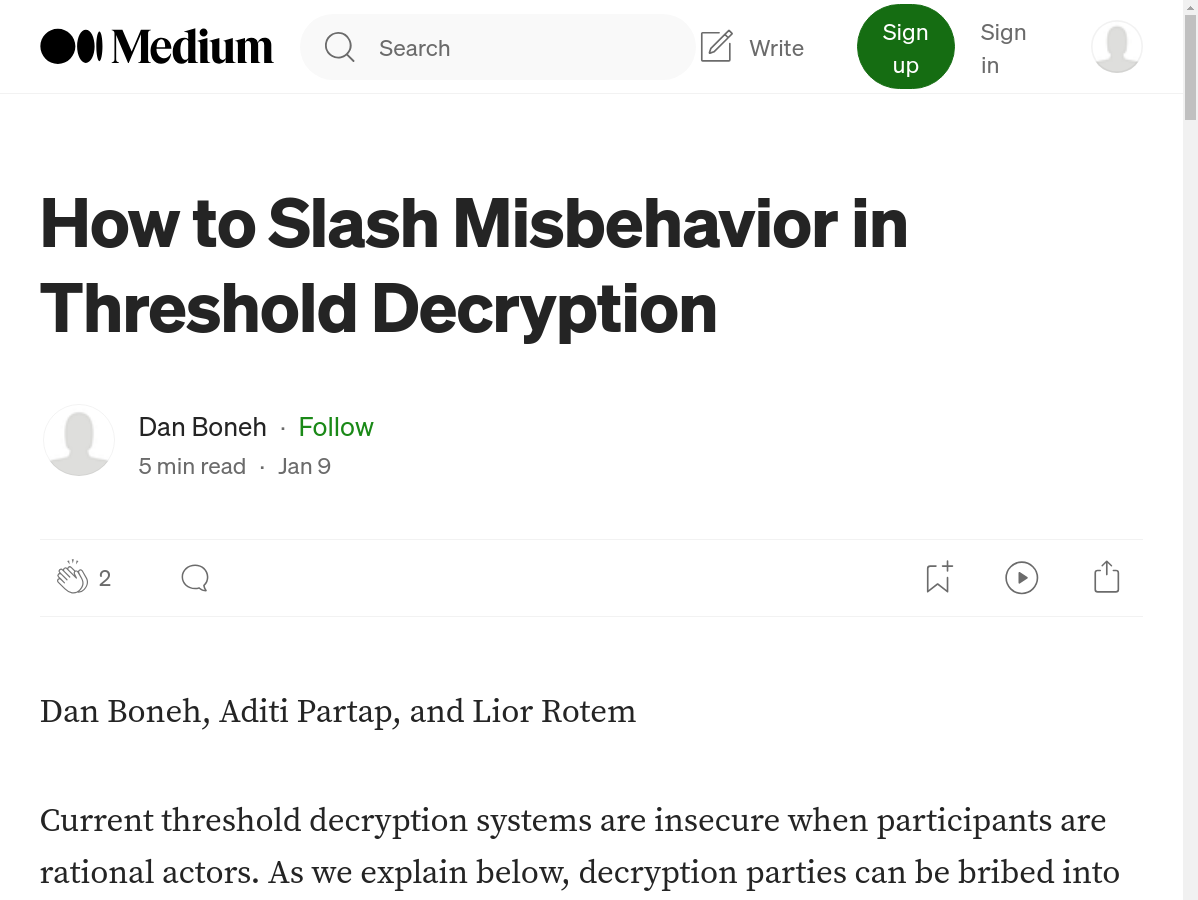 Medium
Search
Write
Sign
up
Sign
in
How to Slash Misbehavior in
Threshold Decryption
Dan Boneh · Follow
5 min read · Jan 9
2
Dan Boneh, Aditi Partap, and Lior Rotem
Current threshold decryption systems are insecure when participants are
rational actors. As we explain below, decryption parties can be bribed into